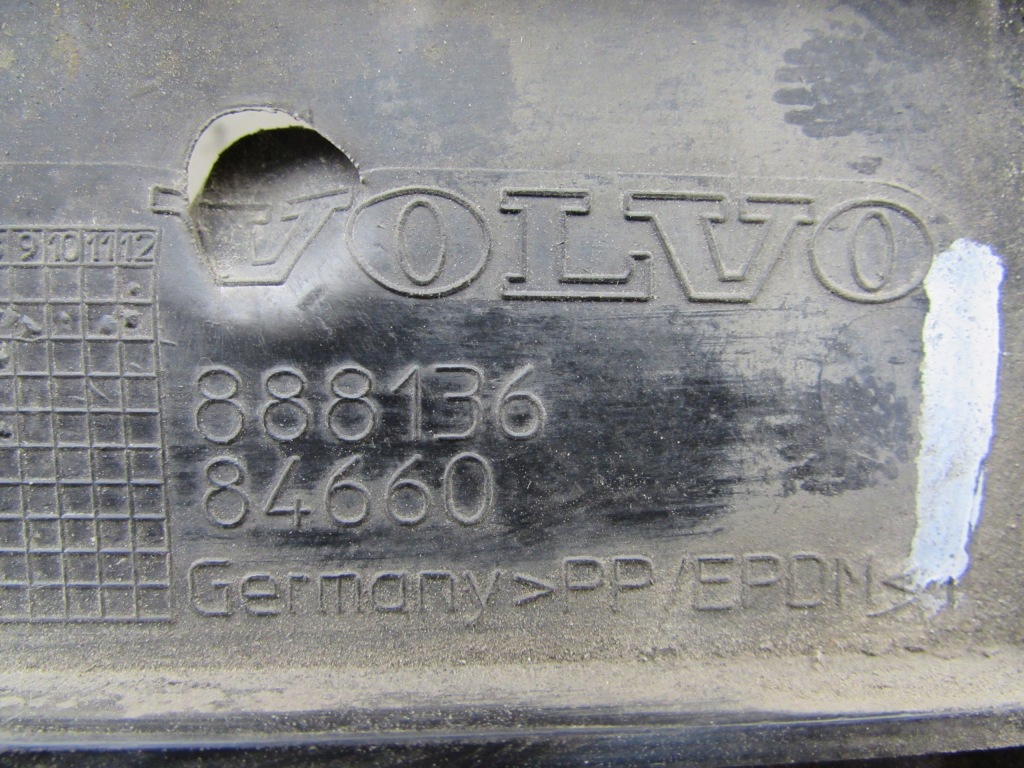 VOLVO
9 10 11 12
888136
84660
Germany >PP/EPDM<